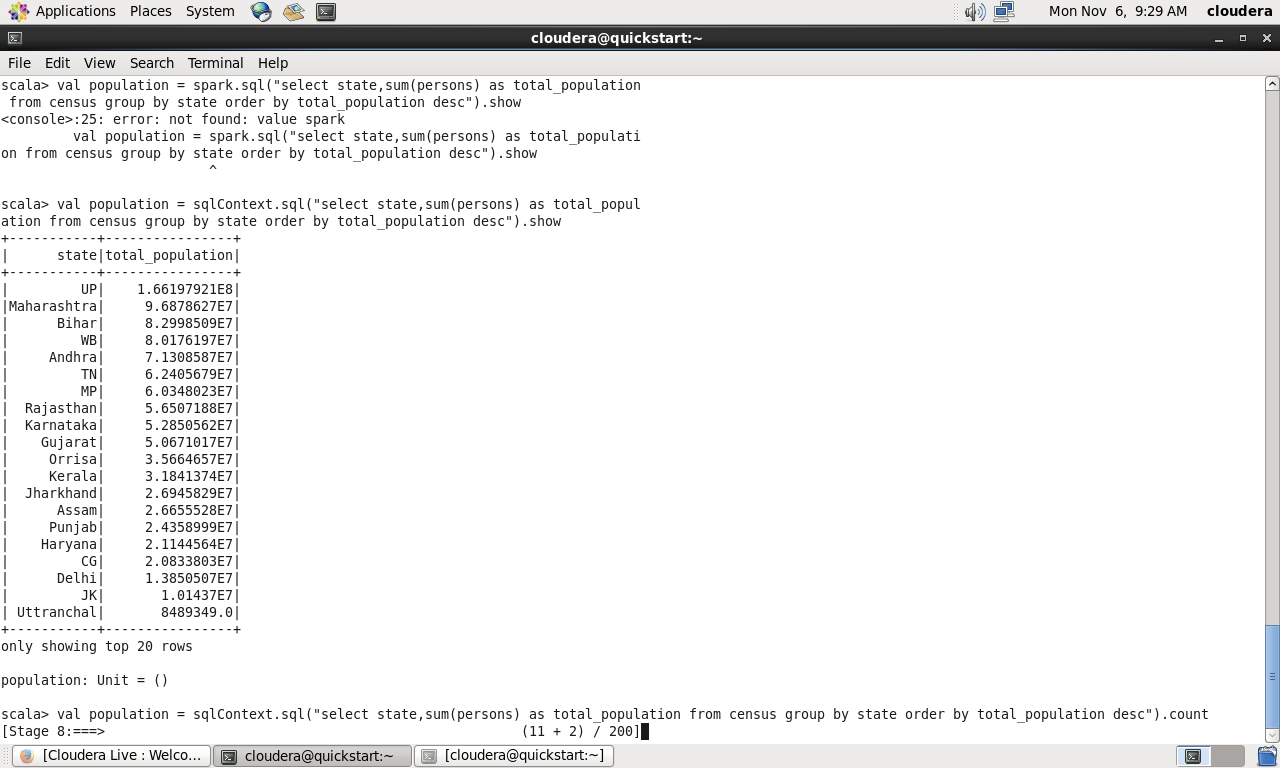 Applications Places System Mon Nov 6, 9:29 AM cloudera
cloudera@quickstart:~
File Edit View Search Terminal Help
scala> val population = spark.sql("select state,sum(persons) as total_population
 from census group by state order by total_population desc").show
<console>:25: error: not found: value spark
         val population = spark.sql("select state,sum(persons) as total_populati
on from census group by state order by total_population desc").show
                          ^
scala> val population = sqlContext.sql("select state,sum(persons) as total_popul
ation from census group by state order by total_population desc").show
+-----------+----------------+
|      state|total_population|
+-----------+----------------+
|         UP|    1.66197921E8|
|Maharashtra|     9.6878627E7|
|      Bihar|     8.2998509E7|
|         WB|     8.0176197E7|
|     Andhra|     7.1308587E7|
|         TN|     6.2405679E7|
|         MP|     6.0348023E7|
|  Rajasthan|     5.6507188E7|
|  Karnataka|     5.2850562E7|
|    Gujarat|     5.0671017E7|
|     Orrisa|     3.5664657E7|
|     Kerala|     3.1841374E7|
|  Jharkhand|     2.6945829E7|
|      Assam|     2.6655528E7|
|     Punjab|     2.4358999E7|
|    Haryana|     2.1144564E7|
|         CG|     2.0833803E7|
|      Delhi|     1.3850507E7|
|         JK|       1.01437E7|
| Uttranchal|       8489349.0|
+-----------+----------------+
only showing top 20 rows
population: Unit = ()
scala> val population = sqlContext.sql("select state,sum(persons) as total_population from census group by state order by total_population desc").count
[Stage 8:===>                                                    (11 + 2) / 200]
[Cloudera Live : Welco... cloudera@quickstart:~ [cloudera@quickstart:~]